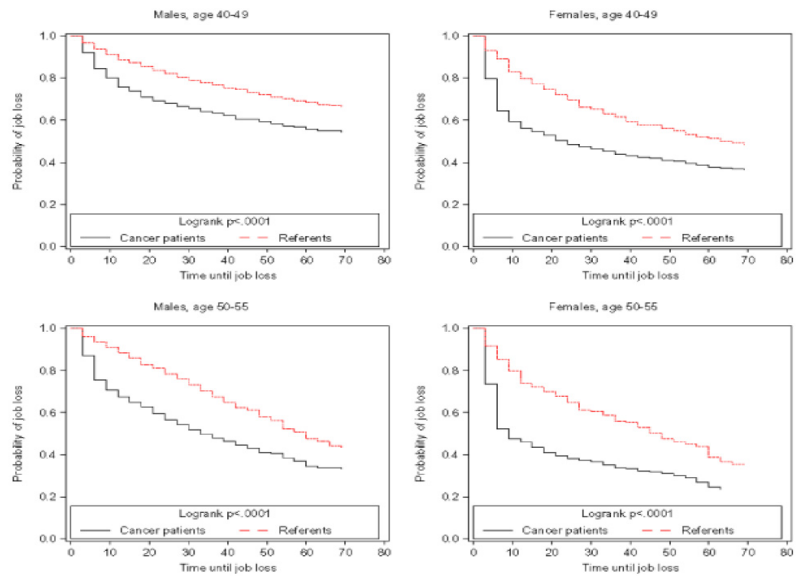 Males, age 40-49
1.0
0.8
0.6
0.4
0.2
0.0
Probability of job loss
Logrank p<.0001
Cancer patients Referents
0 10 20 30 40 50 60 70 80
Time until job loss
Females, age 40-49
1.0
0.8
0.6
0.4
0.2
0.0
Probability of job loss
Logrank p<.0001
Cancer patients Referents
0 10 20 30 40 50 60 70 80
Time until job loss
Males, age 50-55
1.0
0.8
0.6
0.4
0.2
0.0
Probability of job loss
Logrank p<.0001
Cancer patients Referents
0 10 20 30 40 50 60 70 80
Time until job loss
Females, age 50-55
1.0
0.8
0.6
0.4
0.2
0.0
Probability of job loss
Logrank p<.0001
Cancer patients Referents
0 10 20 30 40 50 60 70 80
Time until job loss